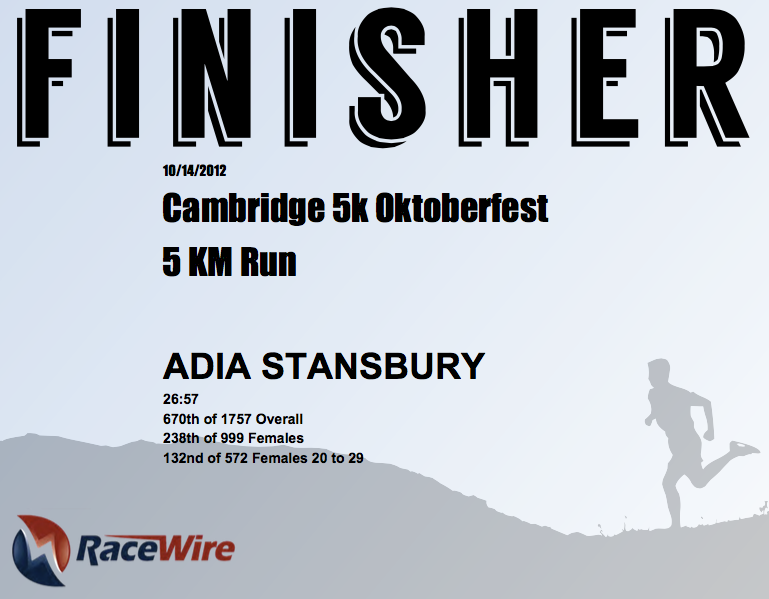 FINISHER
10/14/2012
Cambridge 5k Oktoberfest
5 KM Run
ADIA STANSBURY
26:57
670th of 1757 Overall
238th of 999 Females
132nd of 572 Females 20 to 29
RaceWire